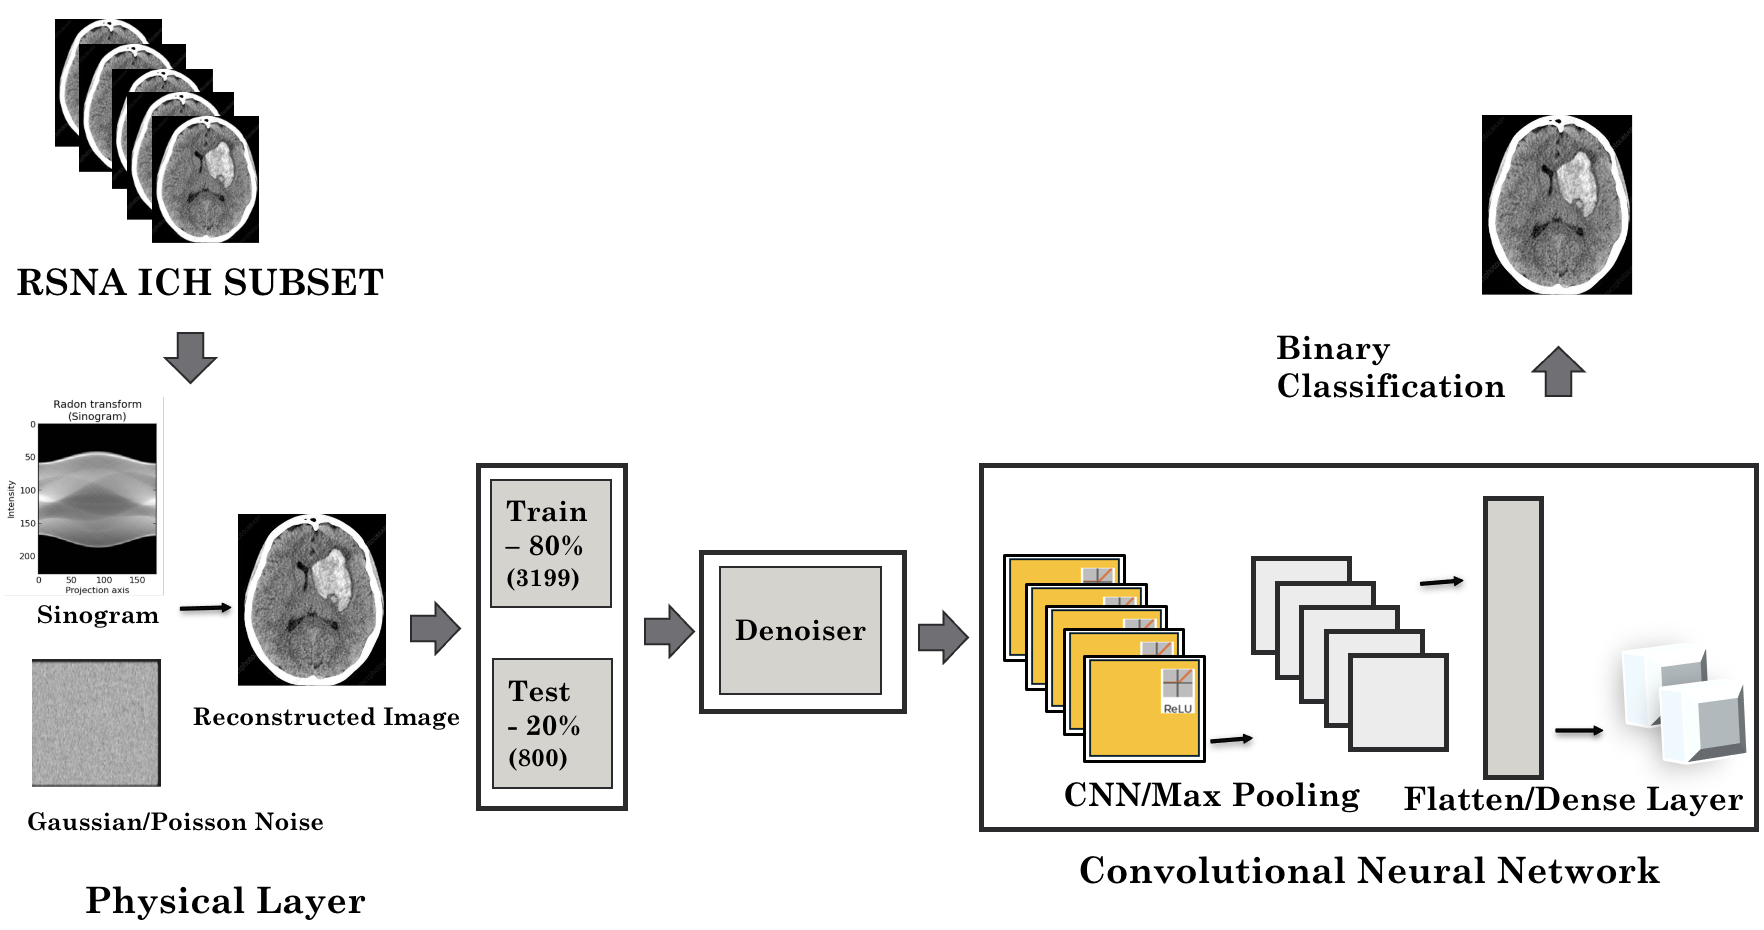 RSNA ICH SUBSET
Radon transform
(Sinogram)
0
50
100
150
200
Intensity
0 50 100 150
Projection axis
Sinogram
Reconstructed Image
Gaussian/Poisson Noise
Physical Layer
Train
– 80%
(3199)
Test
- 20%
(800)
Denoiser
ReLU
CNN/Max Pooling
Flatten/Dense Layer
Convolutional Neural Network
Binary
Classification